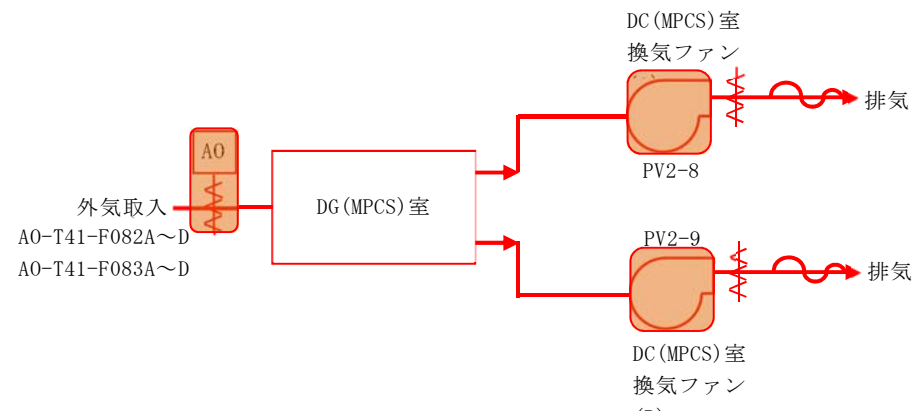 DC(MPCS)室
換気ファン
排気
AO
PV2-8
外気取入
DG(MPCS)室
AO-T41-F082A～D
AO-T41-F083A～D
PV2-9
排気
DC(MPCS)室
換気ファン